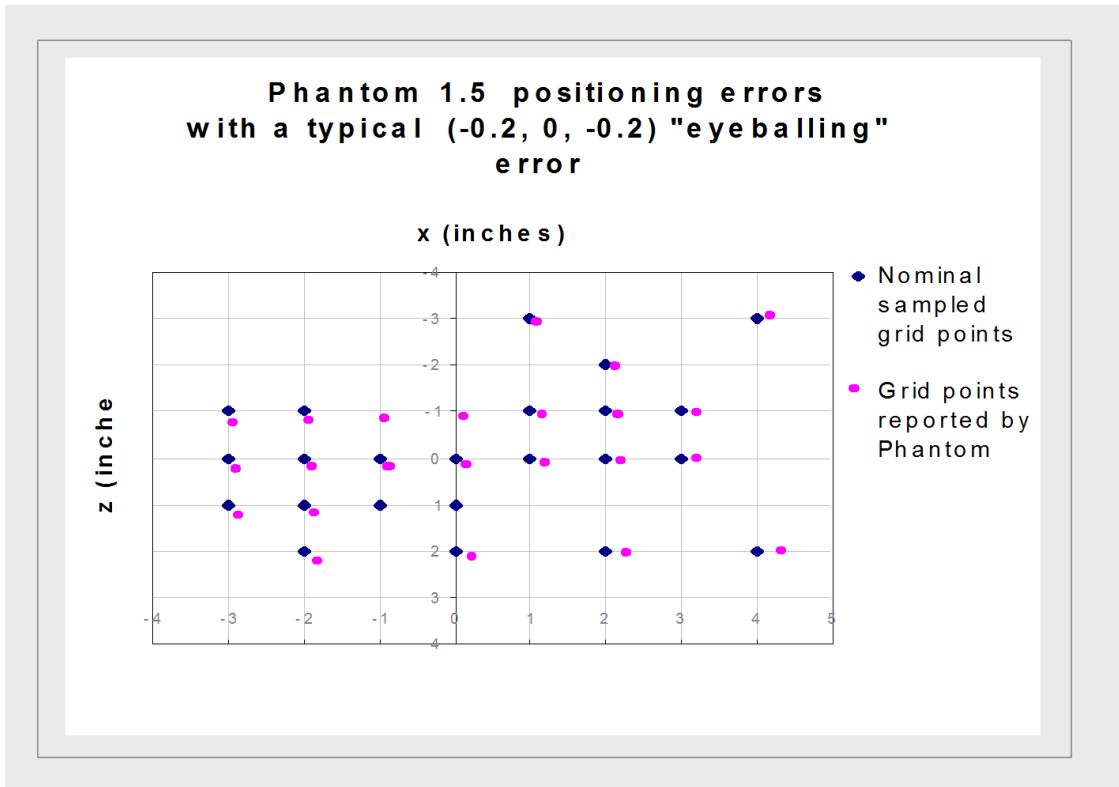 Phantom 1.5 positioning errors
with a typical (-0.2, 0, -0.2) "eyeballing"
error
x (inches)
-4
-3
-2
-1
0
1
2
3
4
-4
-3
-2
-1
0
1
2
3
4
5
z (inche
Nominal
sampled
grid points
Grid points
reported by
Phantom